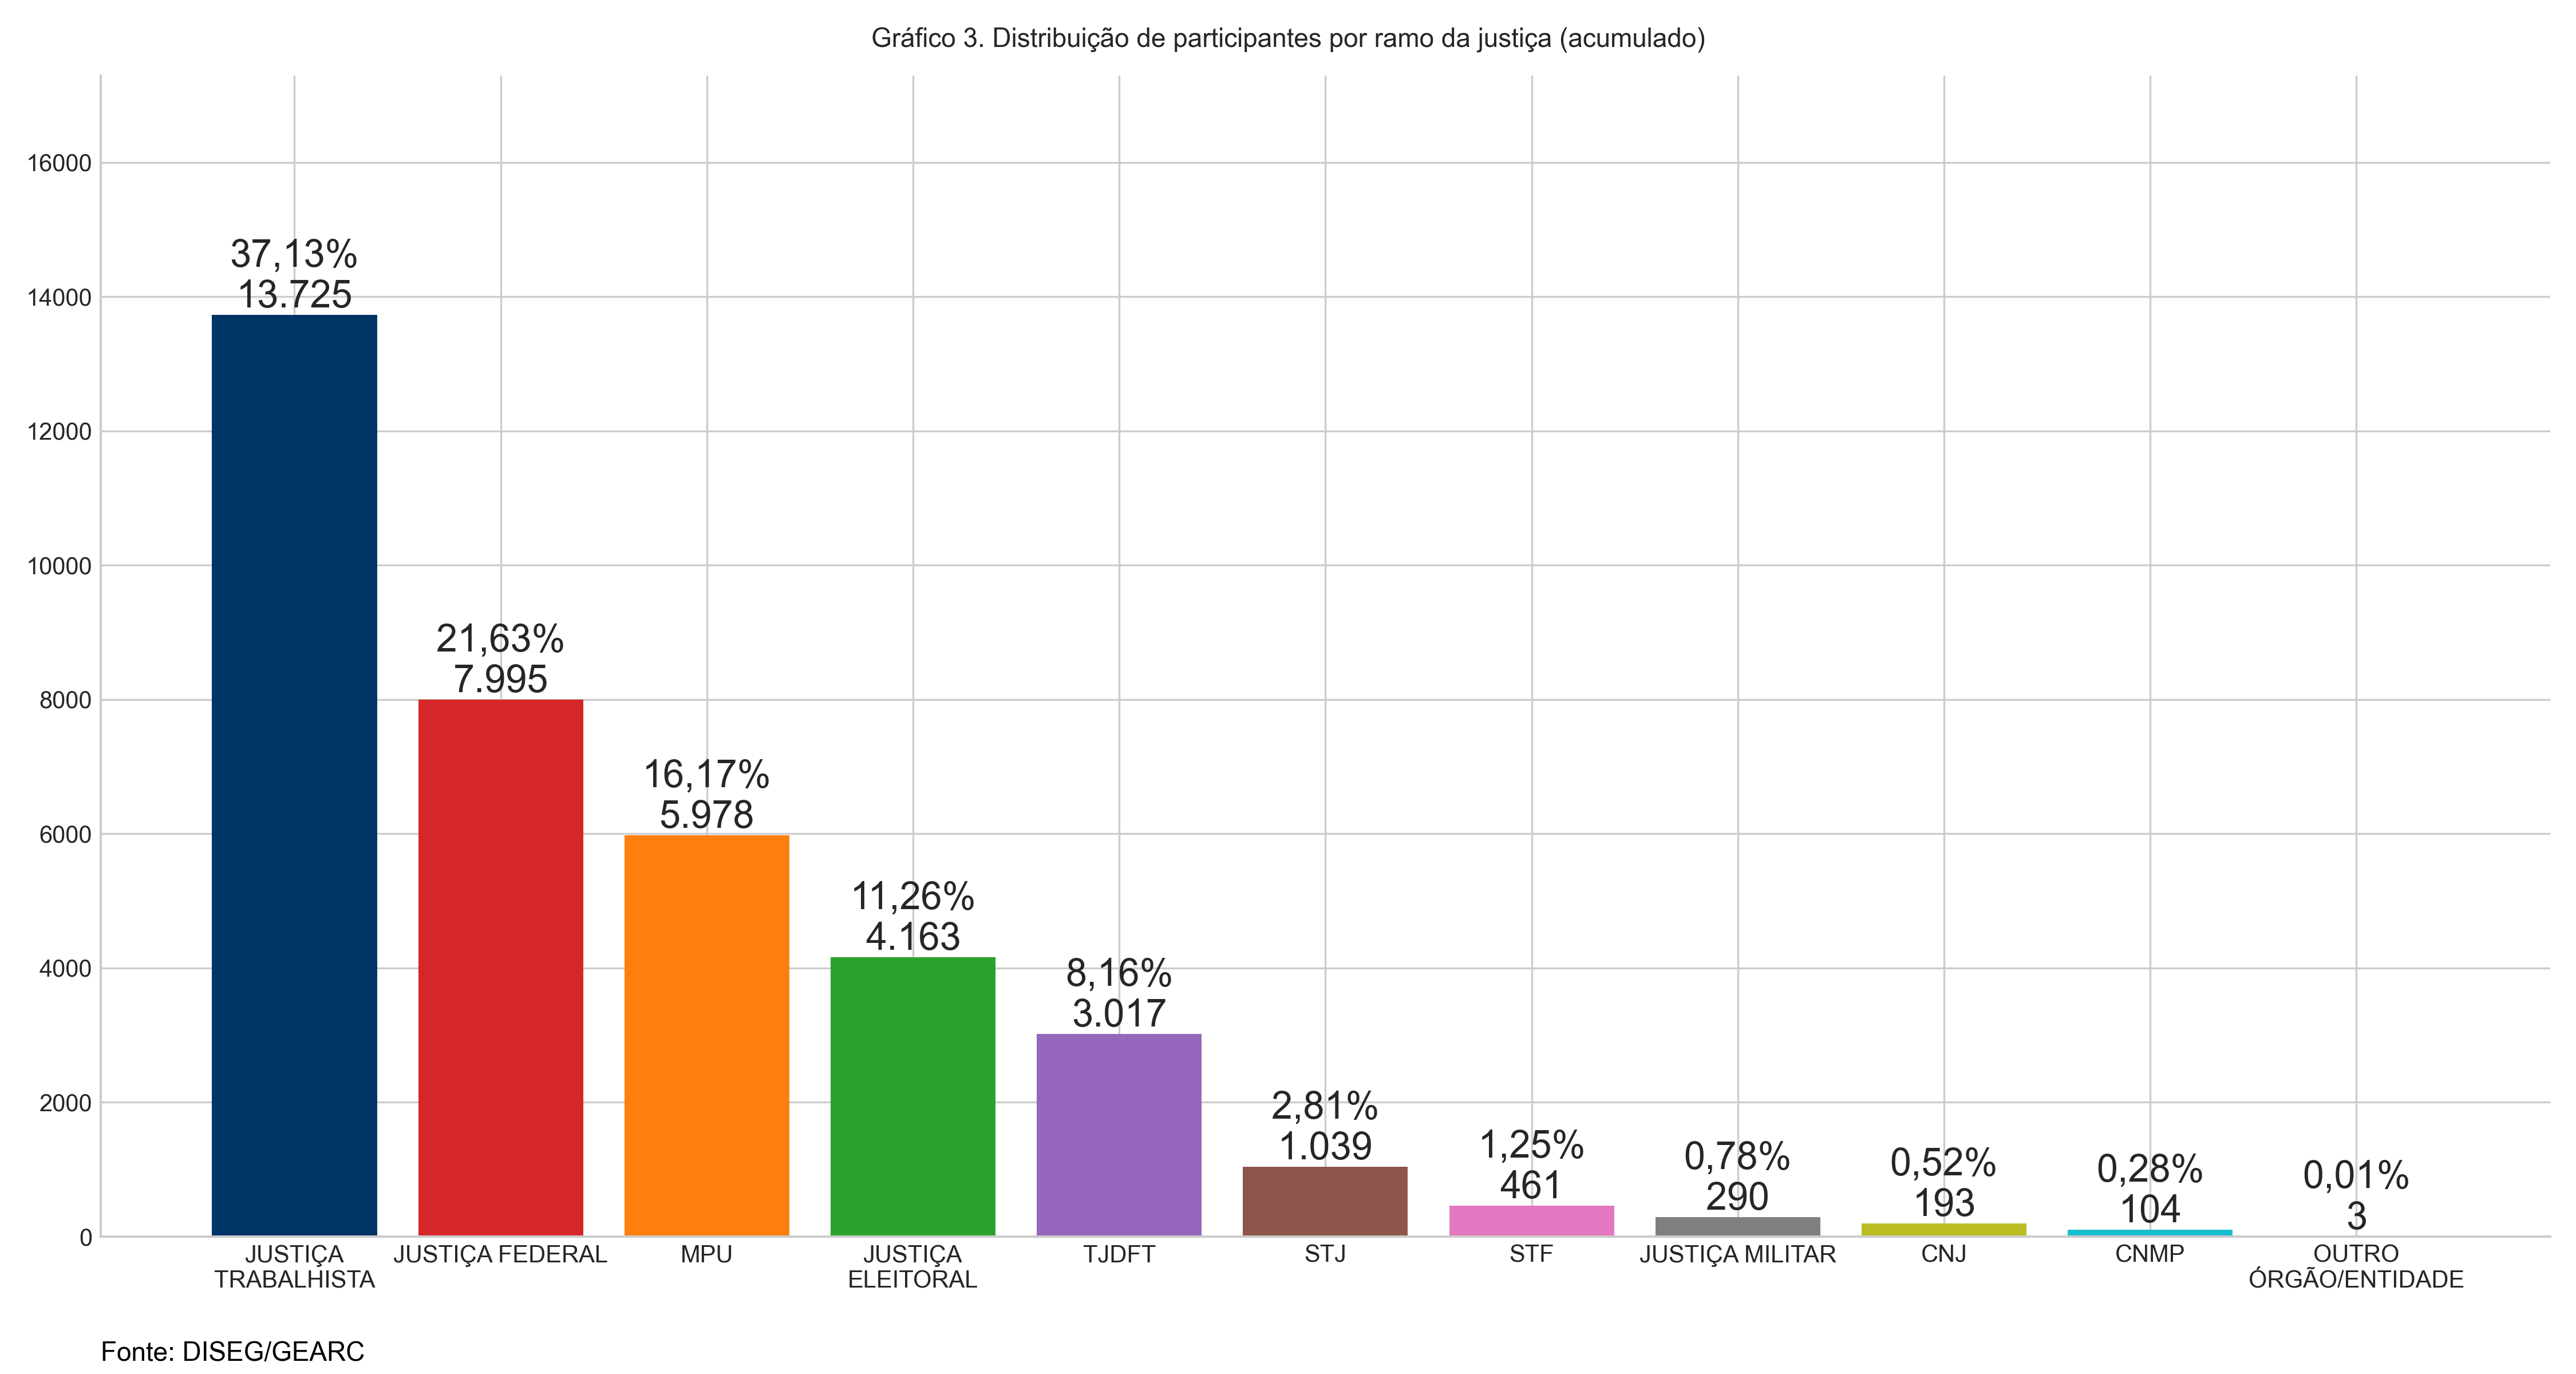 Gráfico 3. Distribuição de participantes por ramo da justiça (acumulado)
16000
14000
12000
10000
8000
6000
4000
2000
0
37,13%
13.725
21,63%
7.995
16,17%
5.978
11,26%
4.163
8,16%
3.017
2,81%
1.039
1,25%
461
0,78%
290
0,52%
193
0,28%
104
0,01%
3
JUSTIÇA
TRABALHISTA
JUSTIÇA FEDERAL
MPU
JUSTIÇA
ELEITORAL
TJDFT
STJ
STF
JUSTIÇA MILITAR
CNJ
CNMP
OUTRO
ÓRGÃO/ENTIDADE
Fonte: DISEG/GEARC